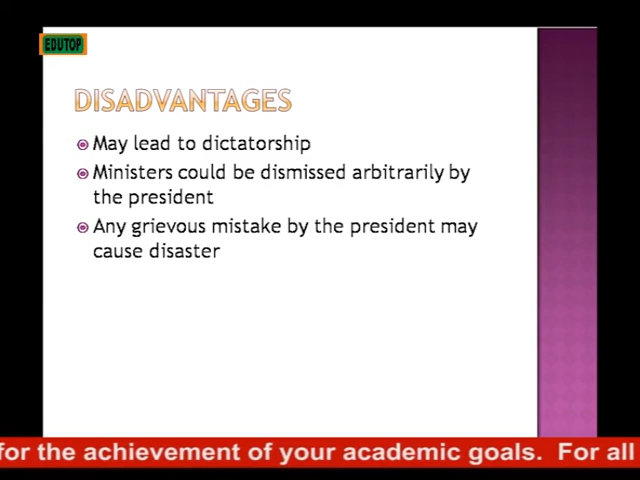 EDUTOP
DISADVANTAGES
May lead to dictatorship
Ministers could be dismissed arbitrarily by
the president
Any grievous mistake by the president may
cause disaster
for the achievement of your academic goals. For all